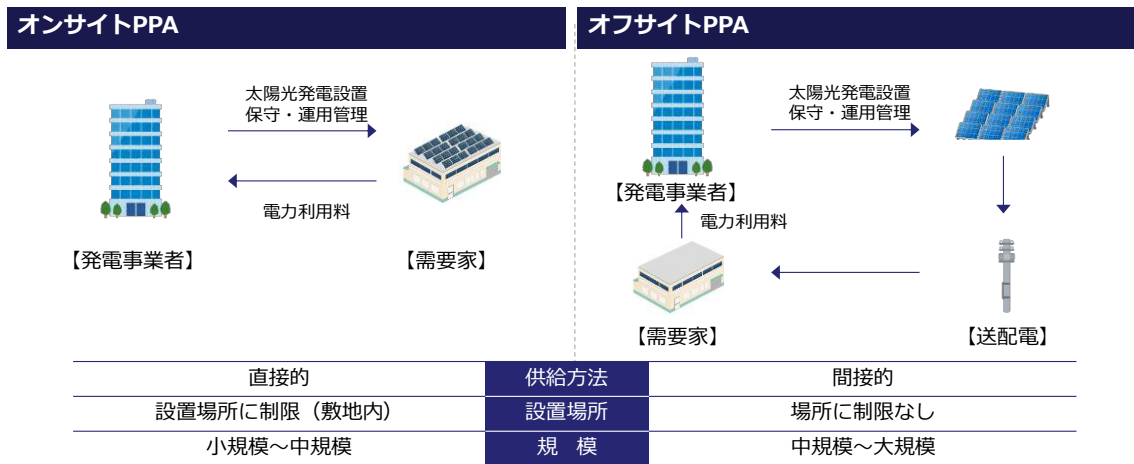 オンサイトPPA
太陽光発電設置
保守・運用管理
電力利用料
【発電事業者】
【需要家】
オフサイトPPA
太陽光発電設置
保守・運用管理
【発電事業者】
電力利用料
【需要家】
【送配電】
直接的 供給方法 間接的
設置場所に制限（敷地内） 設置場所 場所に制限なし
小規模～中規模 規 模 中規模～大規模